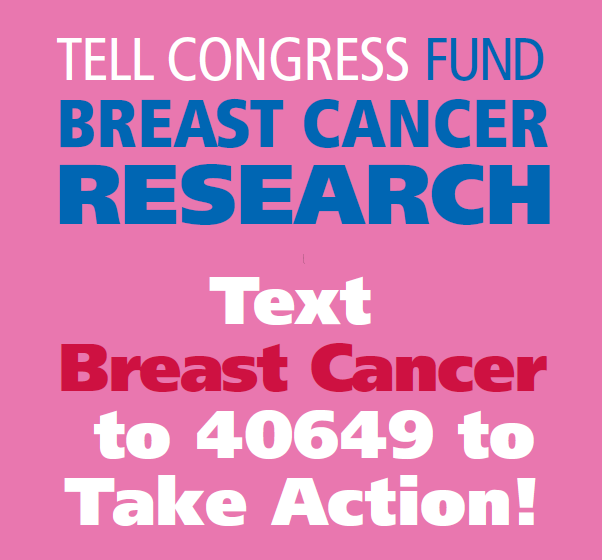 TELL CONGRESS FUND
BREAST CANCER
RESEARCH
Text
Breast Cancer
to 40649 to
Take Action!